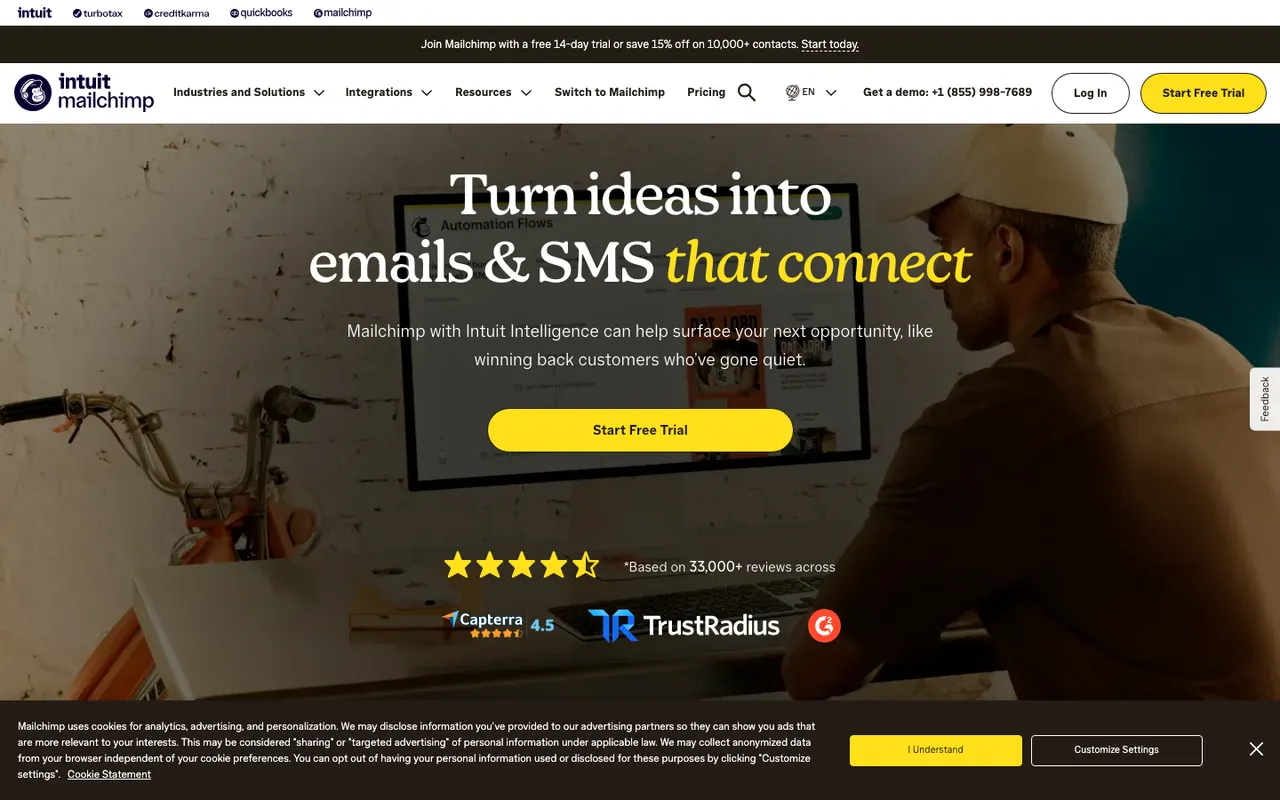 intuit turbotax creditkarma quickbooks mailchimp
Join Mailchimp with a free 14-day trial or save 15% off on 10,000+ contacts. Start today.
intuit
mailchimp
Industries and Solutions Integrations Resources Switch to Mailchimp Pricing EN Get a demo: +1 (855) 998-7689 Log In Start Free Trial
Automation Flows
Turn ideas into
emails & SMS that connect
Mailchimp with Intuit Intelligence can help surface your next opportunity, like
winning back customers who've gone quiet.
Start Free Trial
Feedback
*Based on 33,000+ reviews across
Capterra 4.5 TrustRadius G2
Mailchimp uses cookies for analytics, advertising, and personalization. We may disclose information you've provided to our advertising partners so they can show you ads that
are more relevant to your interests. This may be considered "sharing" or "targeted advertising" of personal information under applicable law. We may collect anonymized data
from your browser independent of your cookie preferences. You can opt out of having your personal information used or disclosed for these purposes by clicking "Customize
settings". Cookie Statement
I Understand
Customize Settings